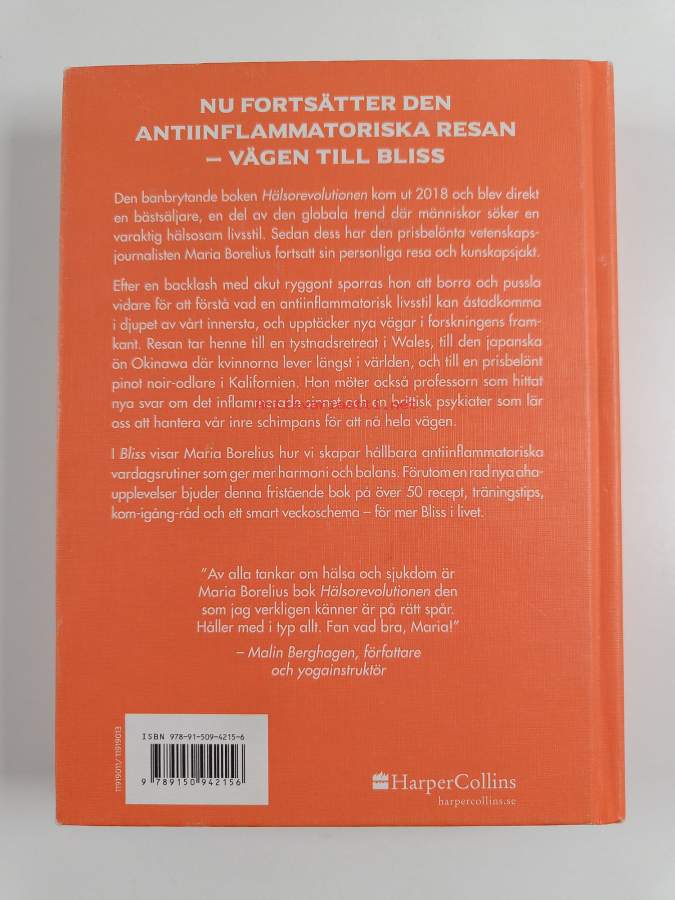 NU FORTSÄTTER DEN
ANTIINFLAMMATORISKA RESAN
– VÄGEN TILL BLISS
Den banbrytande boken Hälsorevolutionen kom ut 2018 och blev direkt
en bästsäljare, en del av den globala trend där människor söker en
varaktig hälsosam livsstil. Sedan dess har den prisbelönta vetenskaps-
journalisten Maria Borelius fortsatt sin personliga resa och kunskapsjakt.
Efter en backlash med akut ryggont sporras hon att borra och pussla
vidare för att förstå vad en antiinflammatorisk livsstil kan åstadkomma
i djupet av vårt innersta, och upptäcker nya vägar i forskningens fram-
kant. Resan tar henne till en tystnadsretreat i Wales, till den japanska
ön Okinawa där kvinnorna lever längst i världen, och till en prisbelönt
pinot noir-odlare i Kalifornien. Hon möter också professorn som hittat
nya svar om det inflammerade sinnet och en brittisk psykiater som lär
oss att hantera vår inre schimpans för att nå hela vägen.
I Bliss visar Maria Borelius hur vi skapar hållbara antiinflammatoriska
vardagsrutiner som ger mer harmoni och balans. Förutom en rad nya aha-
upplevelser bjuder denna fristående bok på över 50 recept, träningstips,
kom-igång-råd och ett smart veckoschema – för mer Bliss i livet.
”Av alla tankar om hälsa och sjukdom är
Maria Borelius bok Hälsorevolutionen den
som jag verkligen känner är på rätt spår.
Håller med i typ allt. Fan vad bra, Maria!”
– Malin Berghagen, författare
och yogainstruktör
11919011/11919013
ISBN 978-91-509-4215-6
9 789150 942156
HarperCollins
harpercollins.se